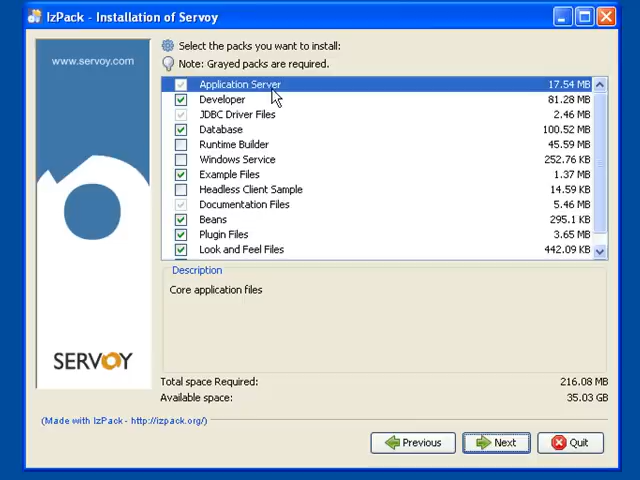 IzPack - Installation of Servoy
www.servoy.com
Select the packs you want to install:
Note: Grayed packs are required.
Application Server 17.54 MB
Developer 81.28 MB
JDBC Driver Files 2.46 MB
Database 100.52 MB
Runtime Builder 45.59 MB
Windows Service 252.76 KB
Example Files 1.37 MB
Headless Client Sample 14.59 KB
Documentation Files 5.46 MB
Beans 295.1 KB
Plugin Files 3.65 MB
Look and Feel Files 442.09 KB
Description
Core application files
SERVOY
Total space Required: 216.08 MB
Available space: 35.03 GB
(Made with IzPack - http://izpack.org/)
Previous Next Quit